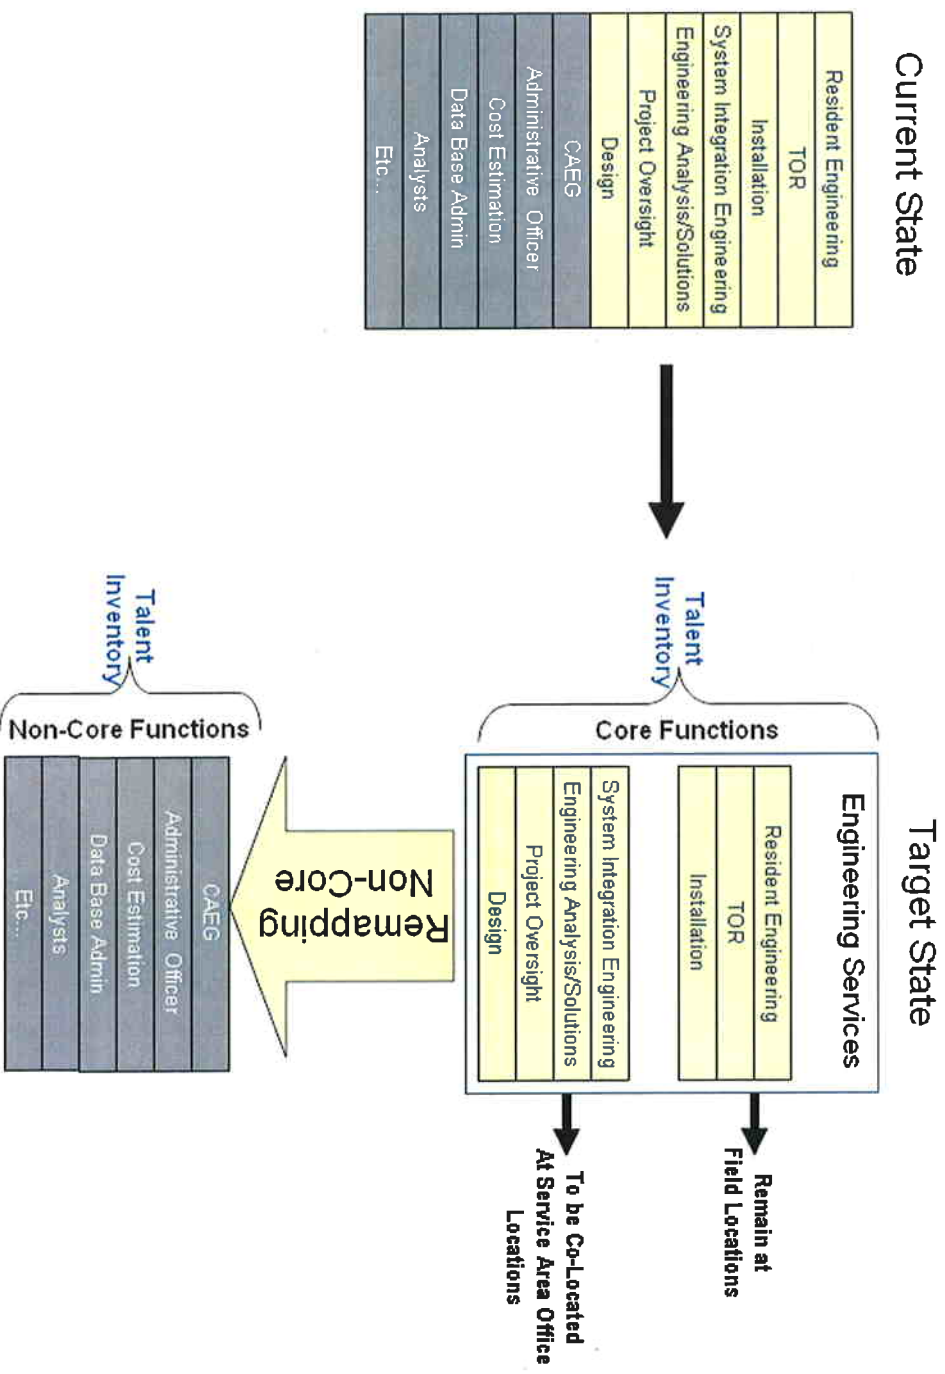 Current State
Resident Engineering
TOR
Installation
System Integration Engineering
Engineering Analysis/Solutions
Project Oversight
Design
CAEG
Administrative Officer
Cost Estimation
Data Base Admin
Analysts
Etc...
Target State
Engineering Services
Talent
Inventory
Core Functions
Resident Engineering
TOR
Installation
Remain at
Field Locations
System Integration Engineering
Engineering Analysis/Solutions
Project Oversight
Design
To be Co-Located
At Service Area Office
Locations
Remapping
Non-Core
Talent
Inventory
Non-Core Functions
CAEG
Administrative Officer
Cost Estimation
Data Base Admin
Analysts
Etc...